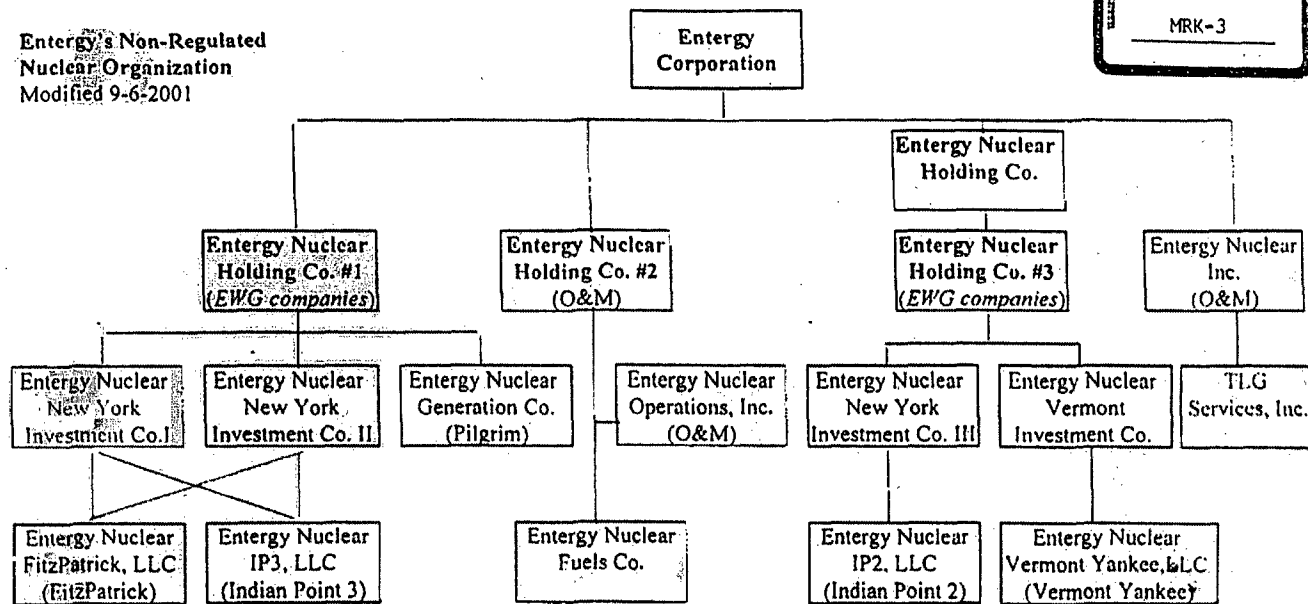 Entergy's Non-Regulated
Nuclear Organization
Modified 9-6-2001
MRK-3
Entergy
Corporation
Entergy Nuclear
Holding Co.
Entergy Nuclear
Holding Co. #1
(EWG companies)
Entergy Nuclear
Holding Co. #2
(O&M)
Entergy Nuclear
Holding Co. #3
(EWG companies)
Entergy Nuclear
Inc.
(O&M)
Entergy Nuclear
New York
Investment Co.I
Entergy Nuclear
New York
Investment Co. II
Entergy Nuclear
Generation Co.
(Pilgrim)
Entergy Nuclear
Operations, Inc.
(O&M)
Entergy Nuclear
New York
Investment Co. III
Entergy Nuclear
Vermont
Investment Co.
TLG
Services, Inc.
Entergy Nuclear
FitzPatrick, LLC
(FitzPatrick)
Entergy Nuclear
IP3, LLC
(Indian Point 3)
Entergy Nuclear
Fuels Co.
Entergy Nuclear
IP2, LLC
(Indian Point 2)
Entergy Nuclear
Vermont Yankee, LLC
(Vermont Yankee)